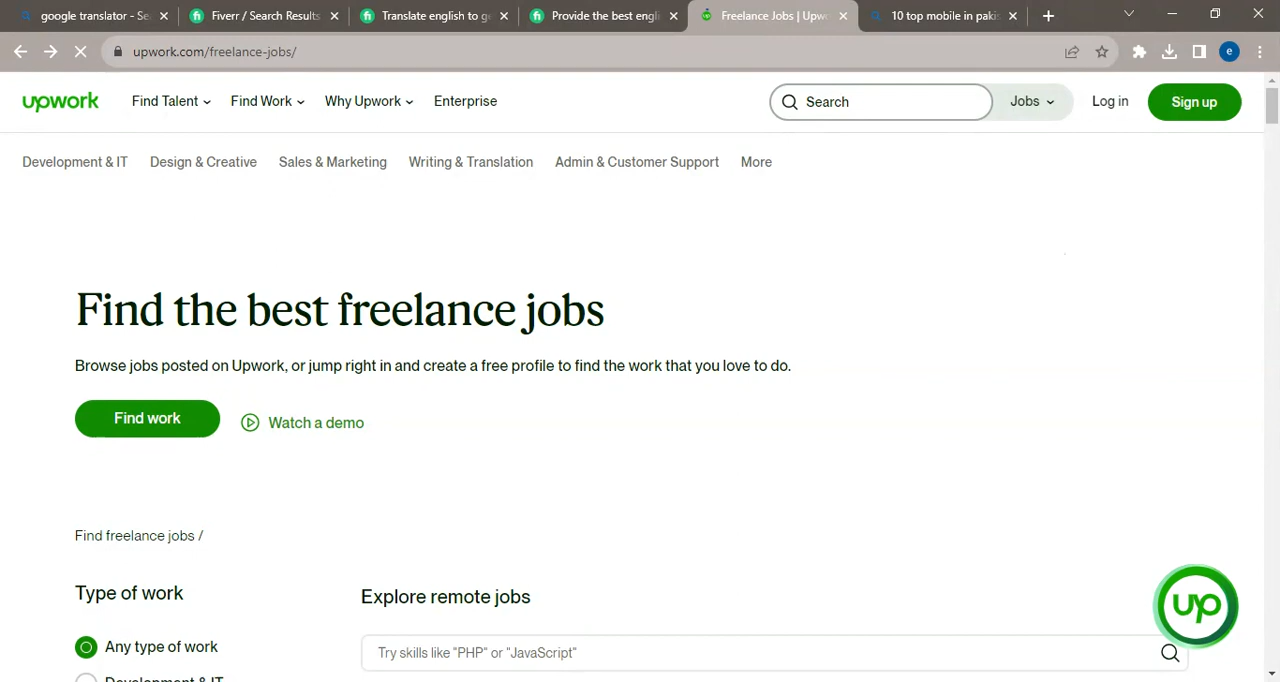 google translator - Se
Fiverr / Search Results
Translate english to ge
Provide the best engli
Freelance Jobs | Upwo
10 top mobile in pakis
upwork.com/freelance-jobs/
e
upwork
Find Talent
Find Work
Why Upwork
Enterprise
Search
Jobs
Log in
Sign up
Development & IT
Design & Creative
Sales & Marketing
Writing & Translation
Admin & Customer Support
More
Find the best freelance jobs
Browse jobs posted on Upwork, or jump right in and create a free profile to find the work that you love to do.
Find work
Watch a demo
Find freelance jobs /
Type of work
Explore remote jobs
Any type of work
Try skills like "PHP" or "JavaScript"
Development & IT
up